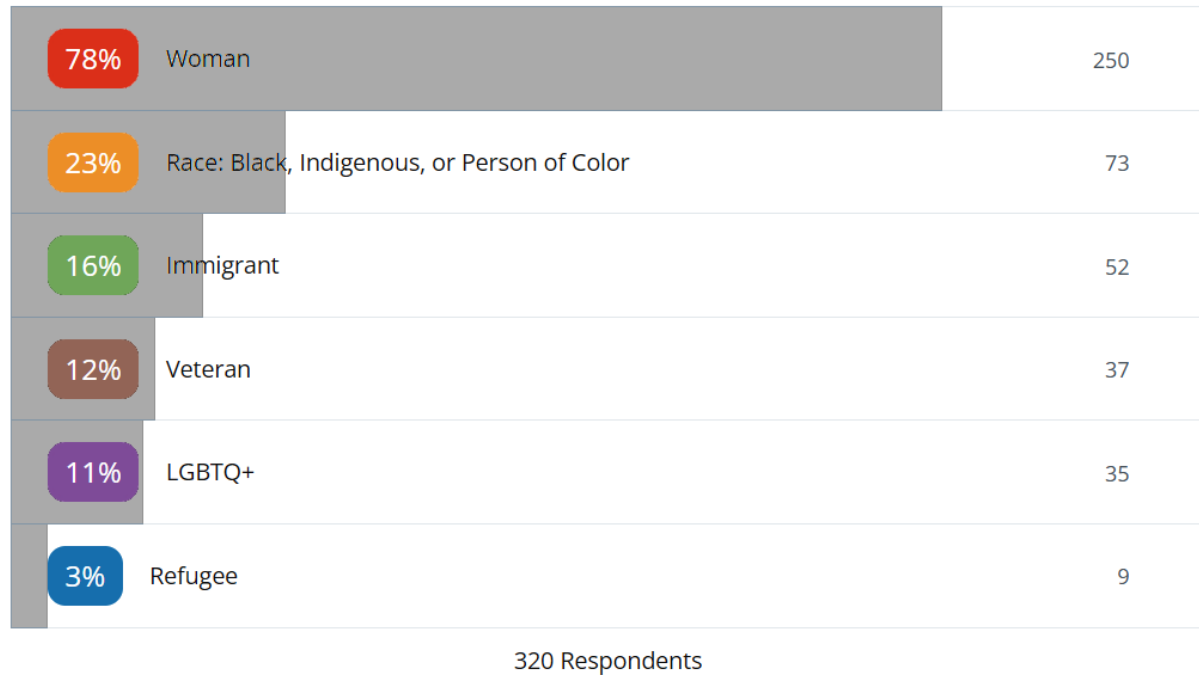 78% Woman 250
23% Race: Black, Indigenous, or Person of Color 73
16% Immigrant 52
12% Veteran 37
11% LGBTQ+ 35
3% Refugee 9
320 Respondents